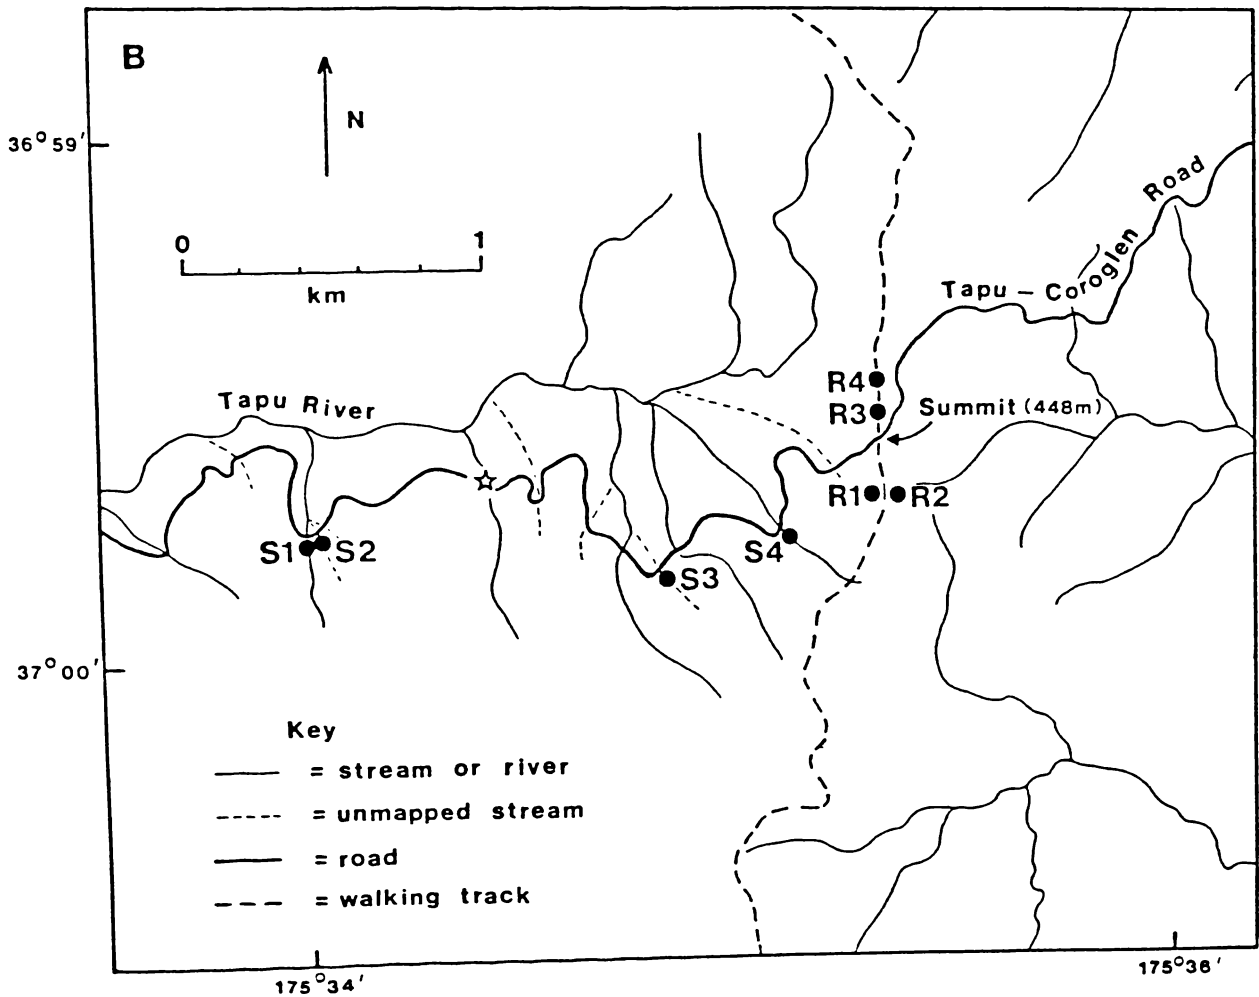 B
N
36°59'
0 1
km
Tapu – Coroglen Road
Tapu River
R4
R3
Summit (448m)
R1 R2
S1 S2
S4
S3
37°00'
Key
= stream or river
= unmapped stream
= road
= walking track
175°34'
175°36'